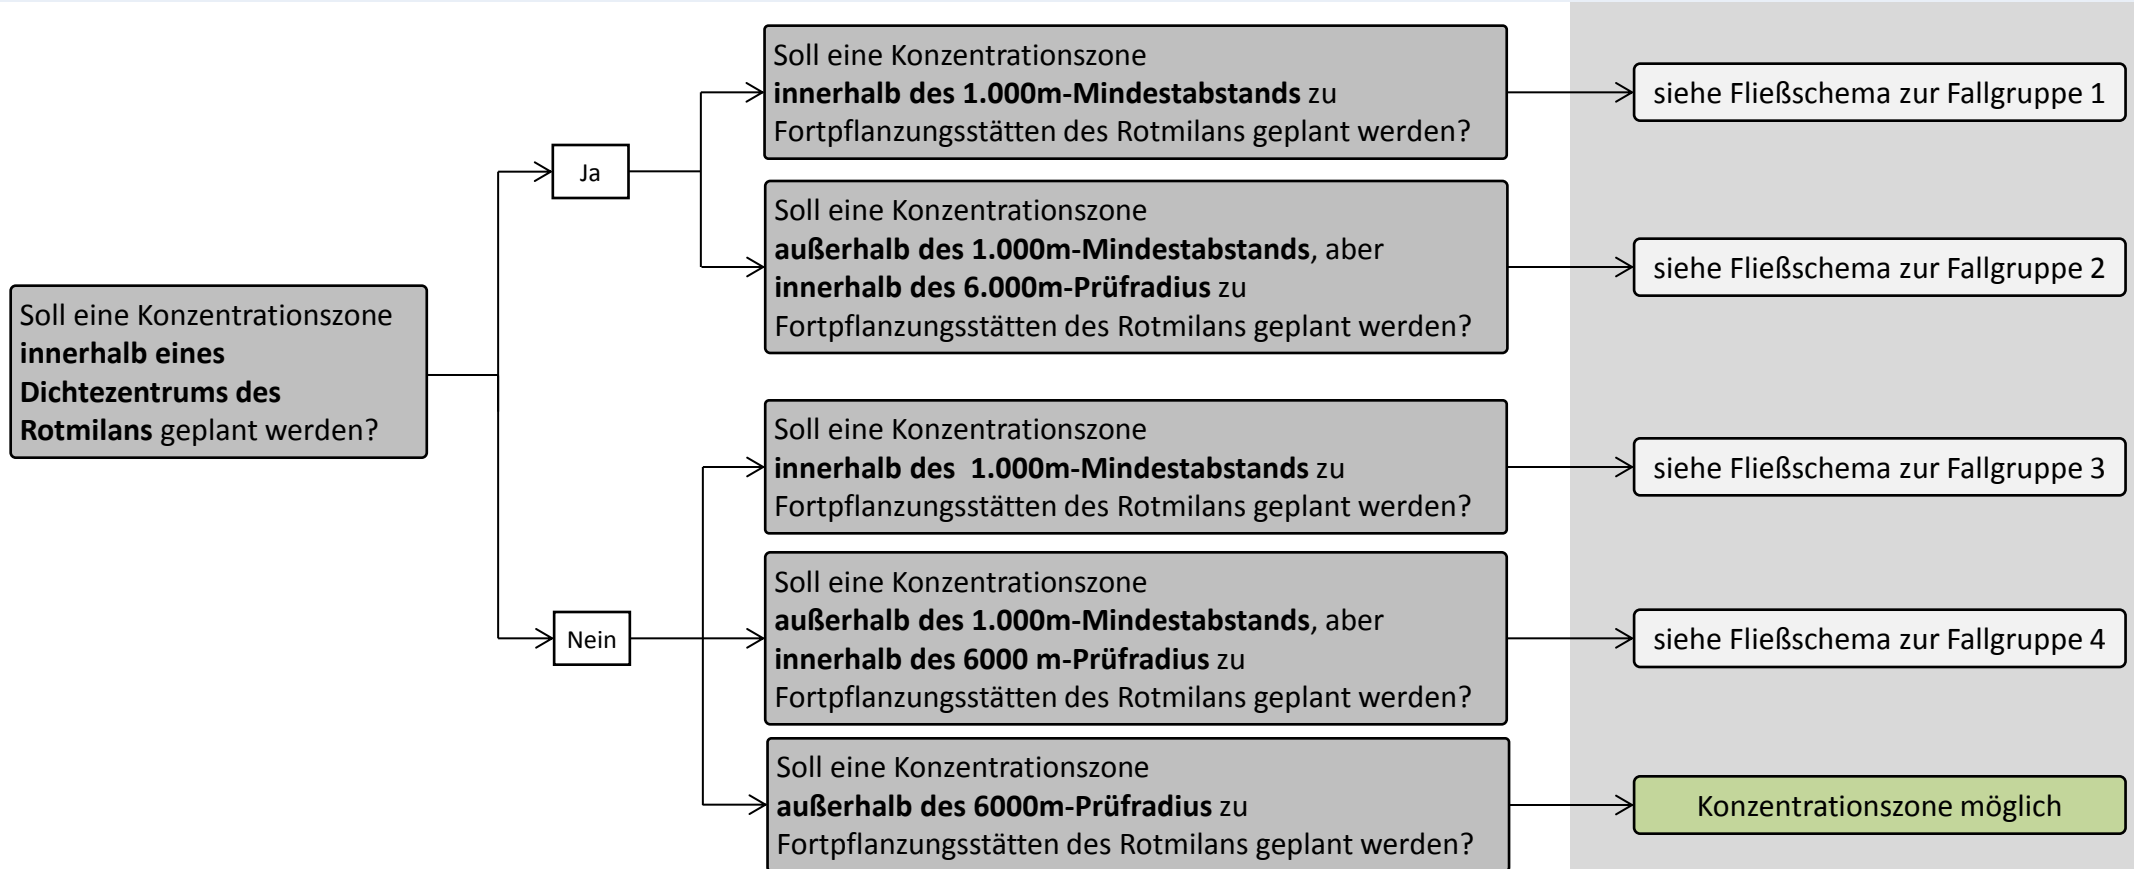 Soll eine Konzentrationszone
innerhalb eines
Dichtezentrums des
Rotmilans geplant werden?
Ja
Soll eine Konzentrationszone
innerhalb des 1.000m-Mindestabstands zu
Fortpflanzungsstätten des Rotmilans geplant werden?
siehe Fließschema zur Fallgruppe 1
Soll eine Konzentrationszone
außerhalb des 1.000m-Mindestabstands, aber
innerhalb des 6.000m-Prüfradius zu
Fortpflanzungsstätten des Rotmilans geplant werden?
siehe Fließschema zur Fallgruppe 2
Nein
Soll eine Konzentrationszone
innerhalb des  1.000m-Mindestabstands zu
Fortpflanzungsstätten des Rotmilans geplant werden?
siehe Fließschema zur Fallgruppe 3
Soll eine Konzentrationszone
außerhalb des 1.000m-Mindestabstands, aber
innerhalb des 6000 m-Prüfradius zu
Fortpflanzungsstätten des Rotmilans geplant werden?
siehe Fließschema zur Fallgruppe 4
Soll eine Konzentrationszone
außerhalb des 6000m-Prüfradius zu
Fortpflanzungsstätten des Rotmilans geplant werden?
Konzentrationszone möglich